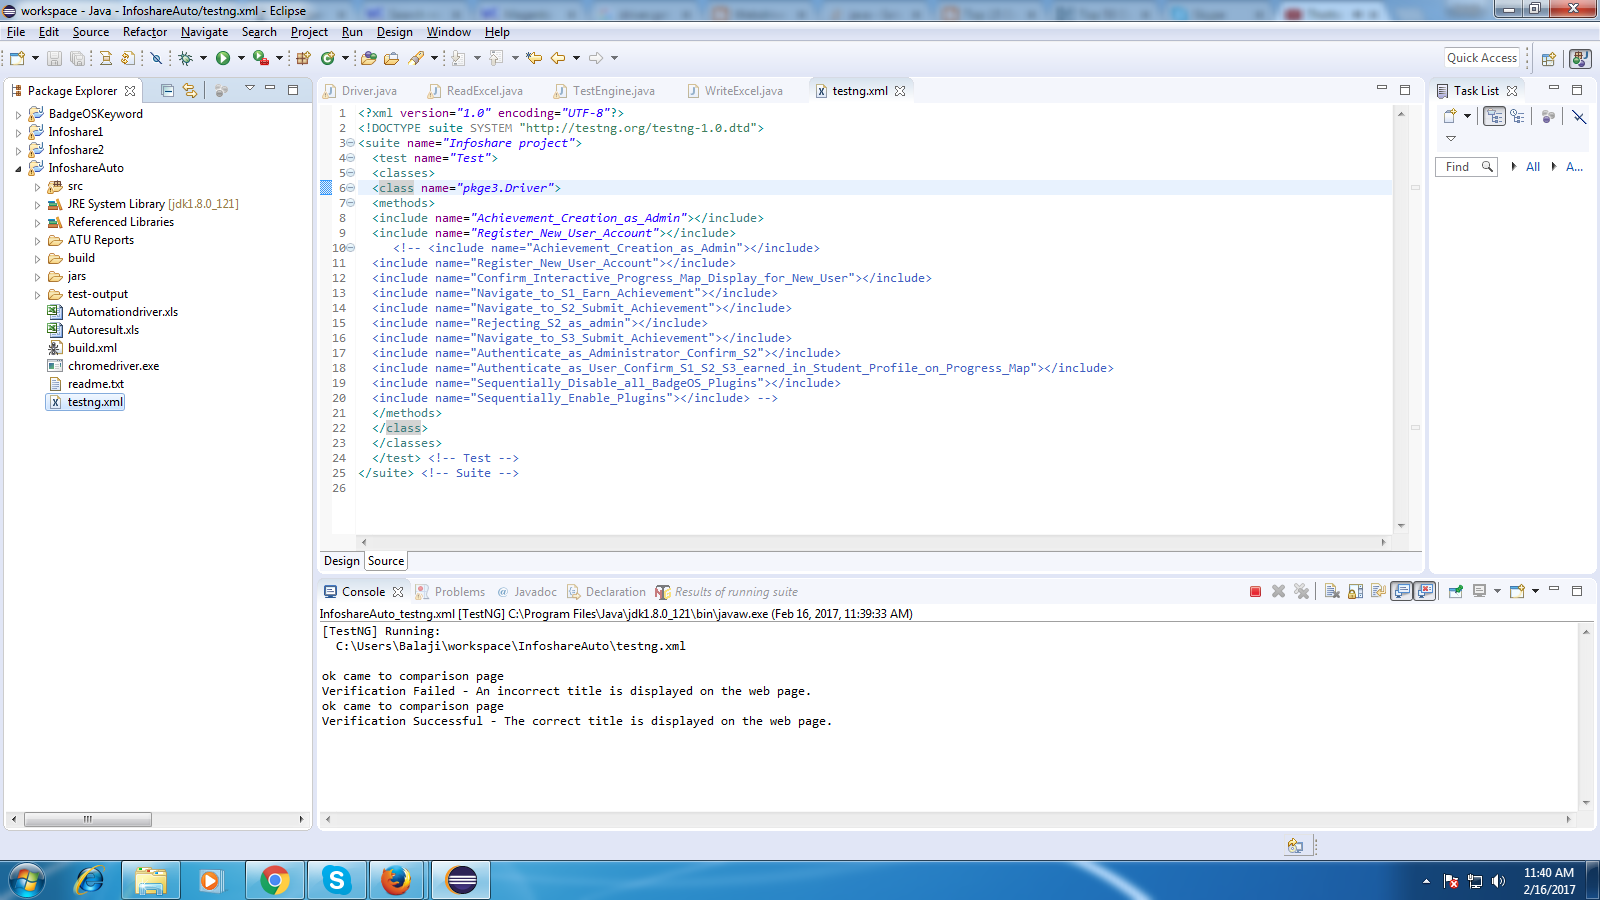 workspace - Java - InfoshareAuto/testng.xml - Eclipse
File Edit Source Refactor Navigate Search Project Run Design Window Help
Quick Access
Package Explorer
BadgeOSKeyword
Infoshare1
Infoshare2
InfoshareAuto
src
JRE System Library [jdk1.8.0_121]
Referenced Libraries
ATU Reports
build
jars
test-output
Automationdriver.xls
Autoresult.xls
build.xml
chromedriver.exe
readme.txt
testng.xml
Driver.java ReadExcel.java TestEngine.java WriteExcel.java testng.xml
1 <?xml version="1.0" encoding="UTF-8"?>
2 <!DOCTYPE suite SYSTEM "http://testng.org/testng-1.0.dtd">
3 <suite name="Infoshare project">
4 <test name="Test">
5 <classes>
6 <class name="pkge3.Driver">
7 <methods>
8 <include name="Achievement_Creation_as_Admin"></include>
9 <include name="Register_New_User_Account"></include>
10 <!-- <include name="Achievement_Creation_as_Admin"></include>
11 <include name="Register_New_User_Account"></include>
12 <include name="Confirm_Interactive_Progress_Map_Display_for_New_User"></include>
13 <include name="Navigate_to_S1_Earn_Achievement"></include>
14 <include name="Navigate_to_S2_Submit_Achievement"></include>
15 <include name="Rejecting_S2_as_admin"></include>
16 <include name="Navigate_to_S3_Submit_Achievement"></include>
17 <include name="Authenticate_as_Administrator_Confirm_S2"></include>
18 <include name="Authenticate_as_User_Confirm_S1_S2_S3_earned_in_Student_Profile_on_Progress_Map"></include>
19 <include name="Sequentially_Disable_all_BadgeOS_Plugins"></include>
20 <include name="Sequentially_Enable_Plugins"></include> -->
21 </methods>
22 </class>
23 </classes>
24 </test> <!-- Test -->
25 </suite> <!-- Suite -->
26
Design Source
Task List
Find All A...
Console Problems Javadoc Declaration Results of running suite
InfoshareAuto_testng.xml [TestNG] C:\Program Files\Java\jdk1.8.0_121\bin\javaw.exe (Feb 16, 2017, 11:39:33 AM)
[TestNG] Running:
C:\Users\Balaji\workspace\InfoshareAuto\testng.xml
ok came to comparison page
Verification Failed - An incorrect title is displayed on the web page.
ok came to comparison page
Verification Successful - The correct title is displayed on the web page.
11:40 AM
2/16/2017